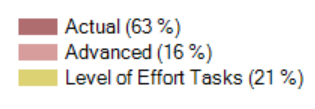 Actual (63 %)
Advanced (16 %)
Level of Effort Tasks (21 %)